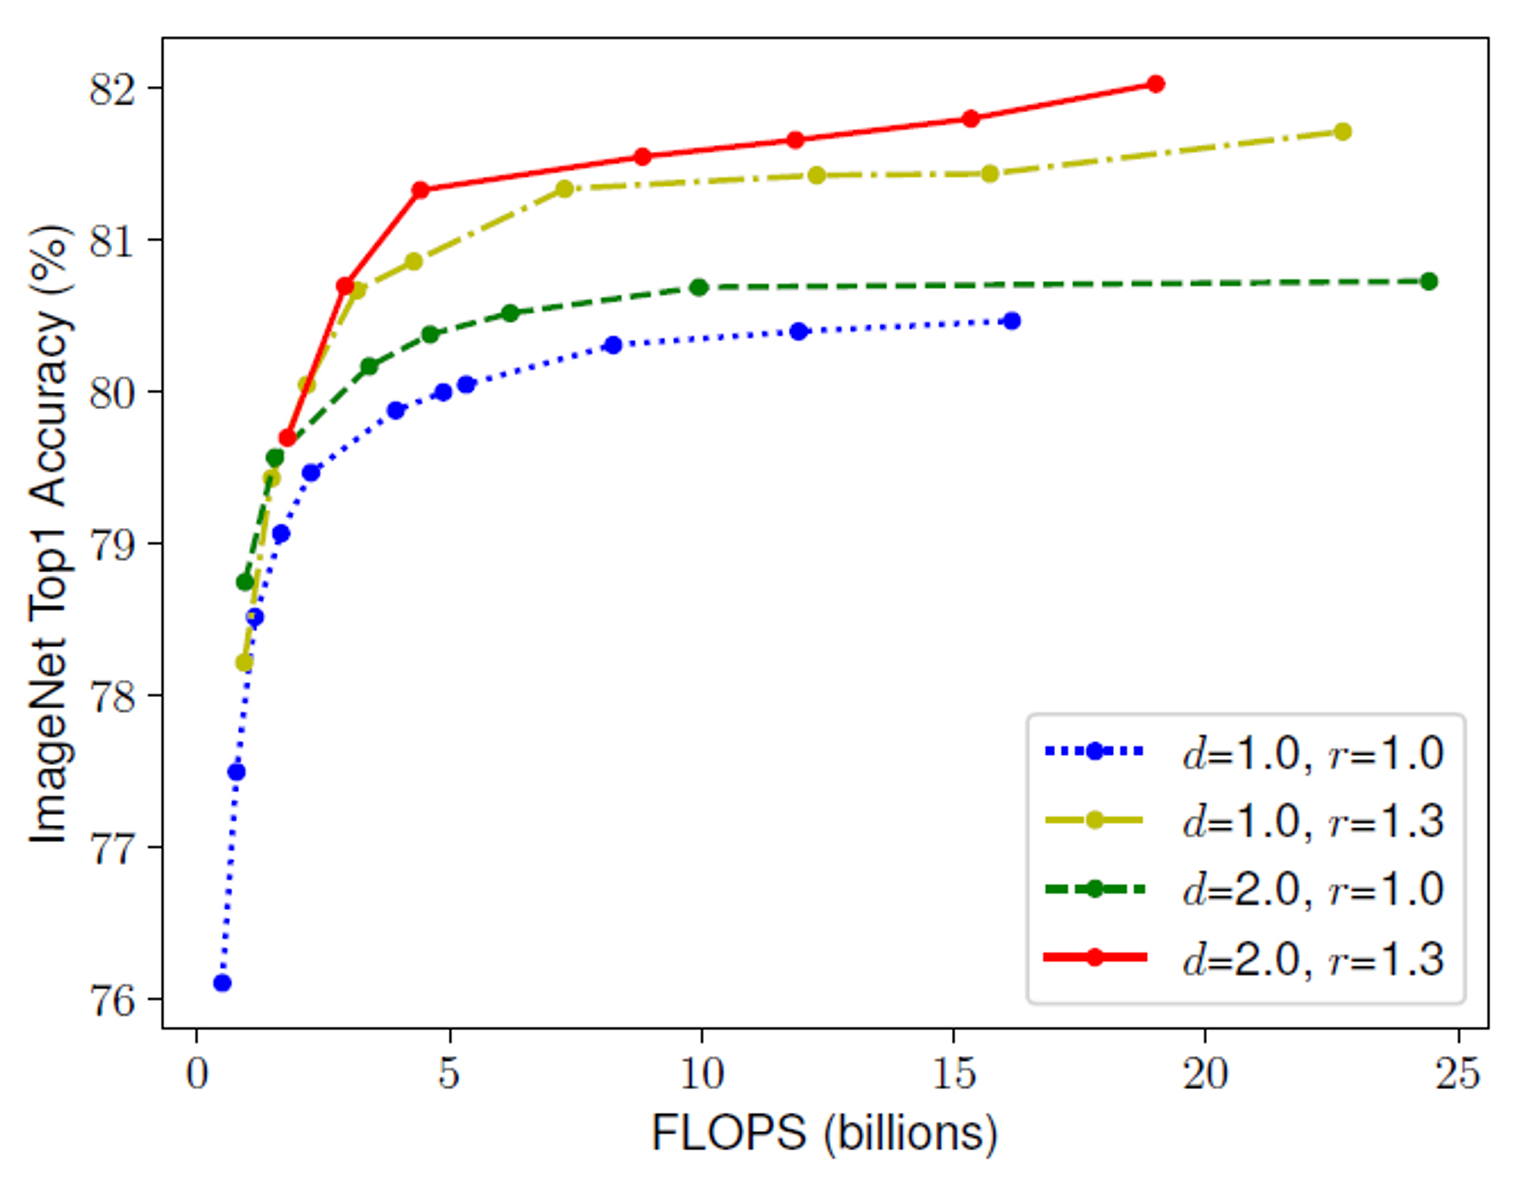 ImageNet Top1 Accuracy (%)
82
81
80
79
78
77
76
d=1.0, r=1.0
d=1.0, r=1.3
d=2.0, r=1.0
d=2.0, r=1.3
0 5 10 15 20 25
FLOPS (billions)